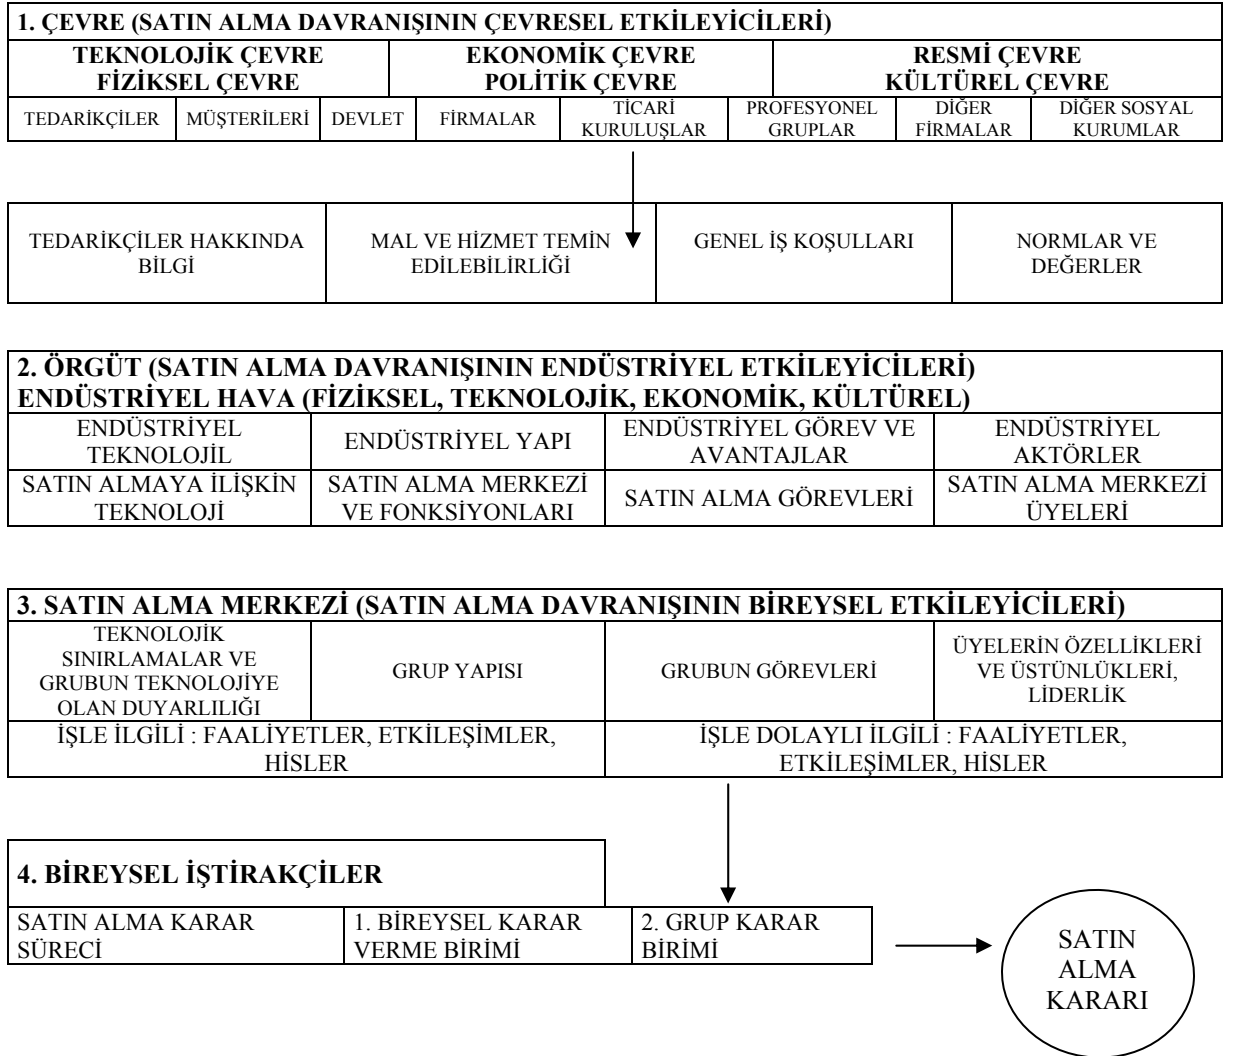 1. ÇEVRE (SATIN ALMA DAVRANIŞININ ÇEVRESEL ETKİLEYİCİLERİ)
TEKNOLOJİK ÇEVRE
FİZİKSEL ÇEVRE
EKONOMİK ÇEVRE
POLİTİK ÇEVRE
RESMİ ÇEVRE
KÜLTÜREL ÇEVRE
TEDARİKÇİLER
MÜŞTERİLERİ
DEVLET
FİRMALAR
TİCARİ
KURULUŞLAR
PROFESYONEL
GRUPLAR
DİĞER
FİRMALAR
DİĞER SOSYAL
KURUMLAR
TEDARİKÇİLER HAKKINDA
BİLGİ
MAL VE HİZMET TEMİN
EDİLEBİLİRLİĞİ
GENEL İŞ KOŞULLARI
NORMLAR VE
DEĞERLER
2. ÖRGÜT (SATIN ALMA DAVRANIŞININ ENDÜSTRİYEL ETKİLEYİCİLERİ)
ENDÜSTRİYEL HAVA (FİZİKSEL, TEKNOLOJİK, EKONOMİK, KÜLTÜREL)
ENDÜSTRİYEL
TEKNOLOJİL
ENDÜSTRİYEL YAPI
ENDÜSTRİYEL GÖREV VE
AVANTAJLAR
ENDÜSTRİYEL
AKTÖRLER
SATIN ALMAYA İLİŞKİN
TEKNOLOJİ
SATIN ALMA MERKEZİ
VE FONKSİYONLARI
SATIN ALMA GÖREVLERİ
SATIN ALMA MERKEZİ
ÜYELERİ
3. SATIN ALMA MERKEZİ (SATIN ALMA DAVRANIŞININ BİREYSEL ETKİLEYİCİLERİ)
TEKNOLOJİK
SINIRLAMALAR VE
GRUBUN TEKNOLOJİYE
OLAN DUYARLILIĞI
GRUP YAPISI
GRUBUN GÖREVLERİ
ÜYELERİN ÖZELLİKLERİ
VE ÜSTÜNLÜKLERİ,
LİDERLİK
İŞLE İLGİLİ : FAALİYETLER, ETKİLEŞİMLER,
HİSLER
İŞLE DOLAYLI İLGİLİ : FAALİYETLER,
ETKİLEŞİMLER, HİSLER
4. BİREYSEL İŞTİRAKÇİLER
SATIN ALMA KARAR
SÜRECİ
1. BİREYSEL KARAR
VERME BİRİMİ
2. GRUP KARAR
BİRİMİ
SATIN
ALMA
KARARI